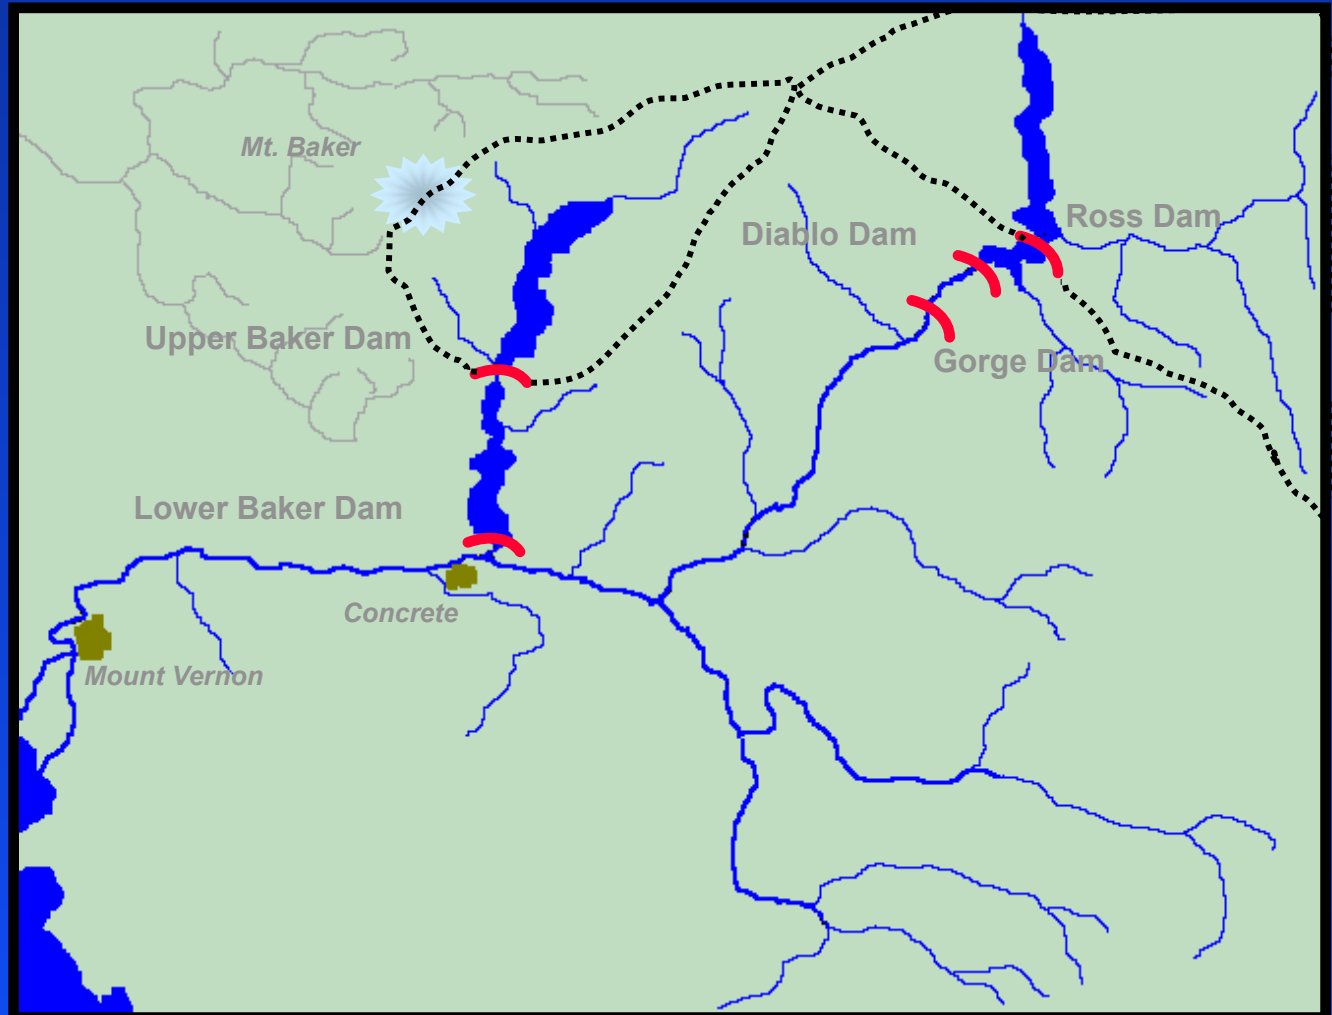 Mt. Baker
Ross Dam
Diablo Dam
Upper Baker Dam
Gorge Dam
Lower Baker Dam
Concrete
Mount Vernon